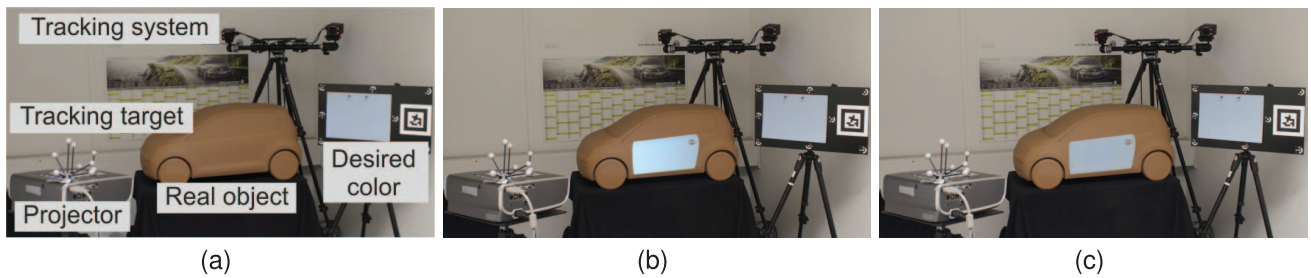 Tracking system
Tracking target
Real object
Desired
color
Projector
(a)
(b)
(c)